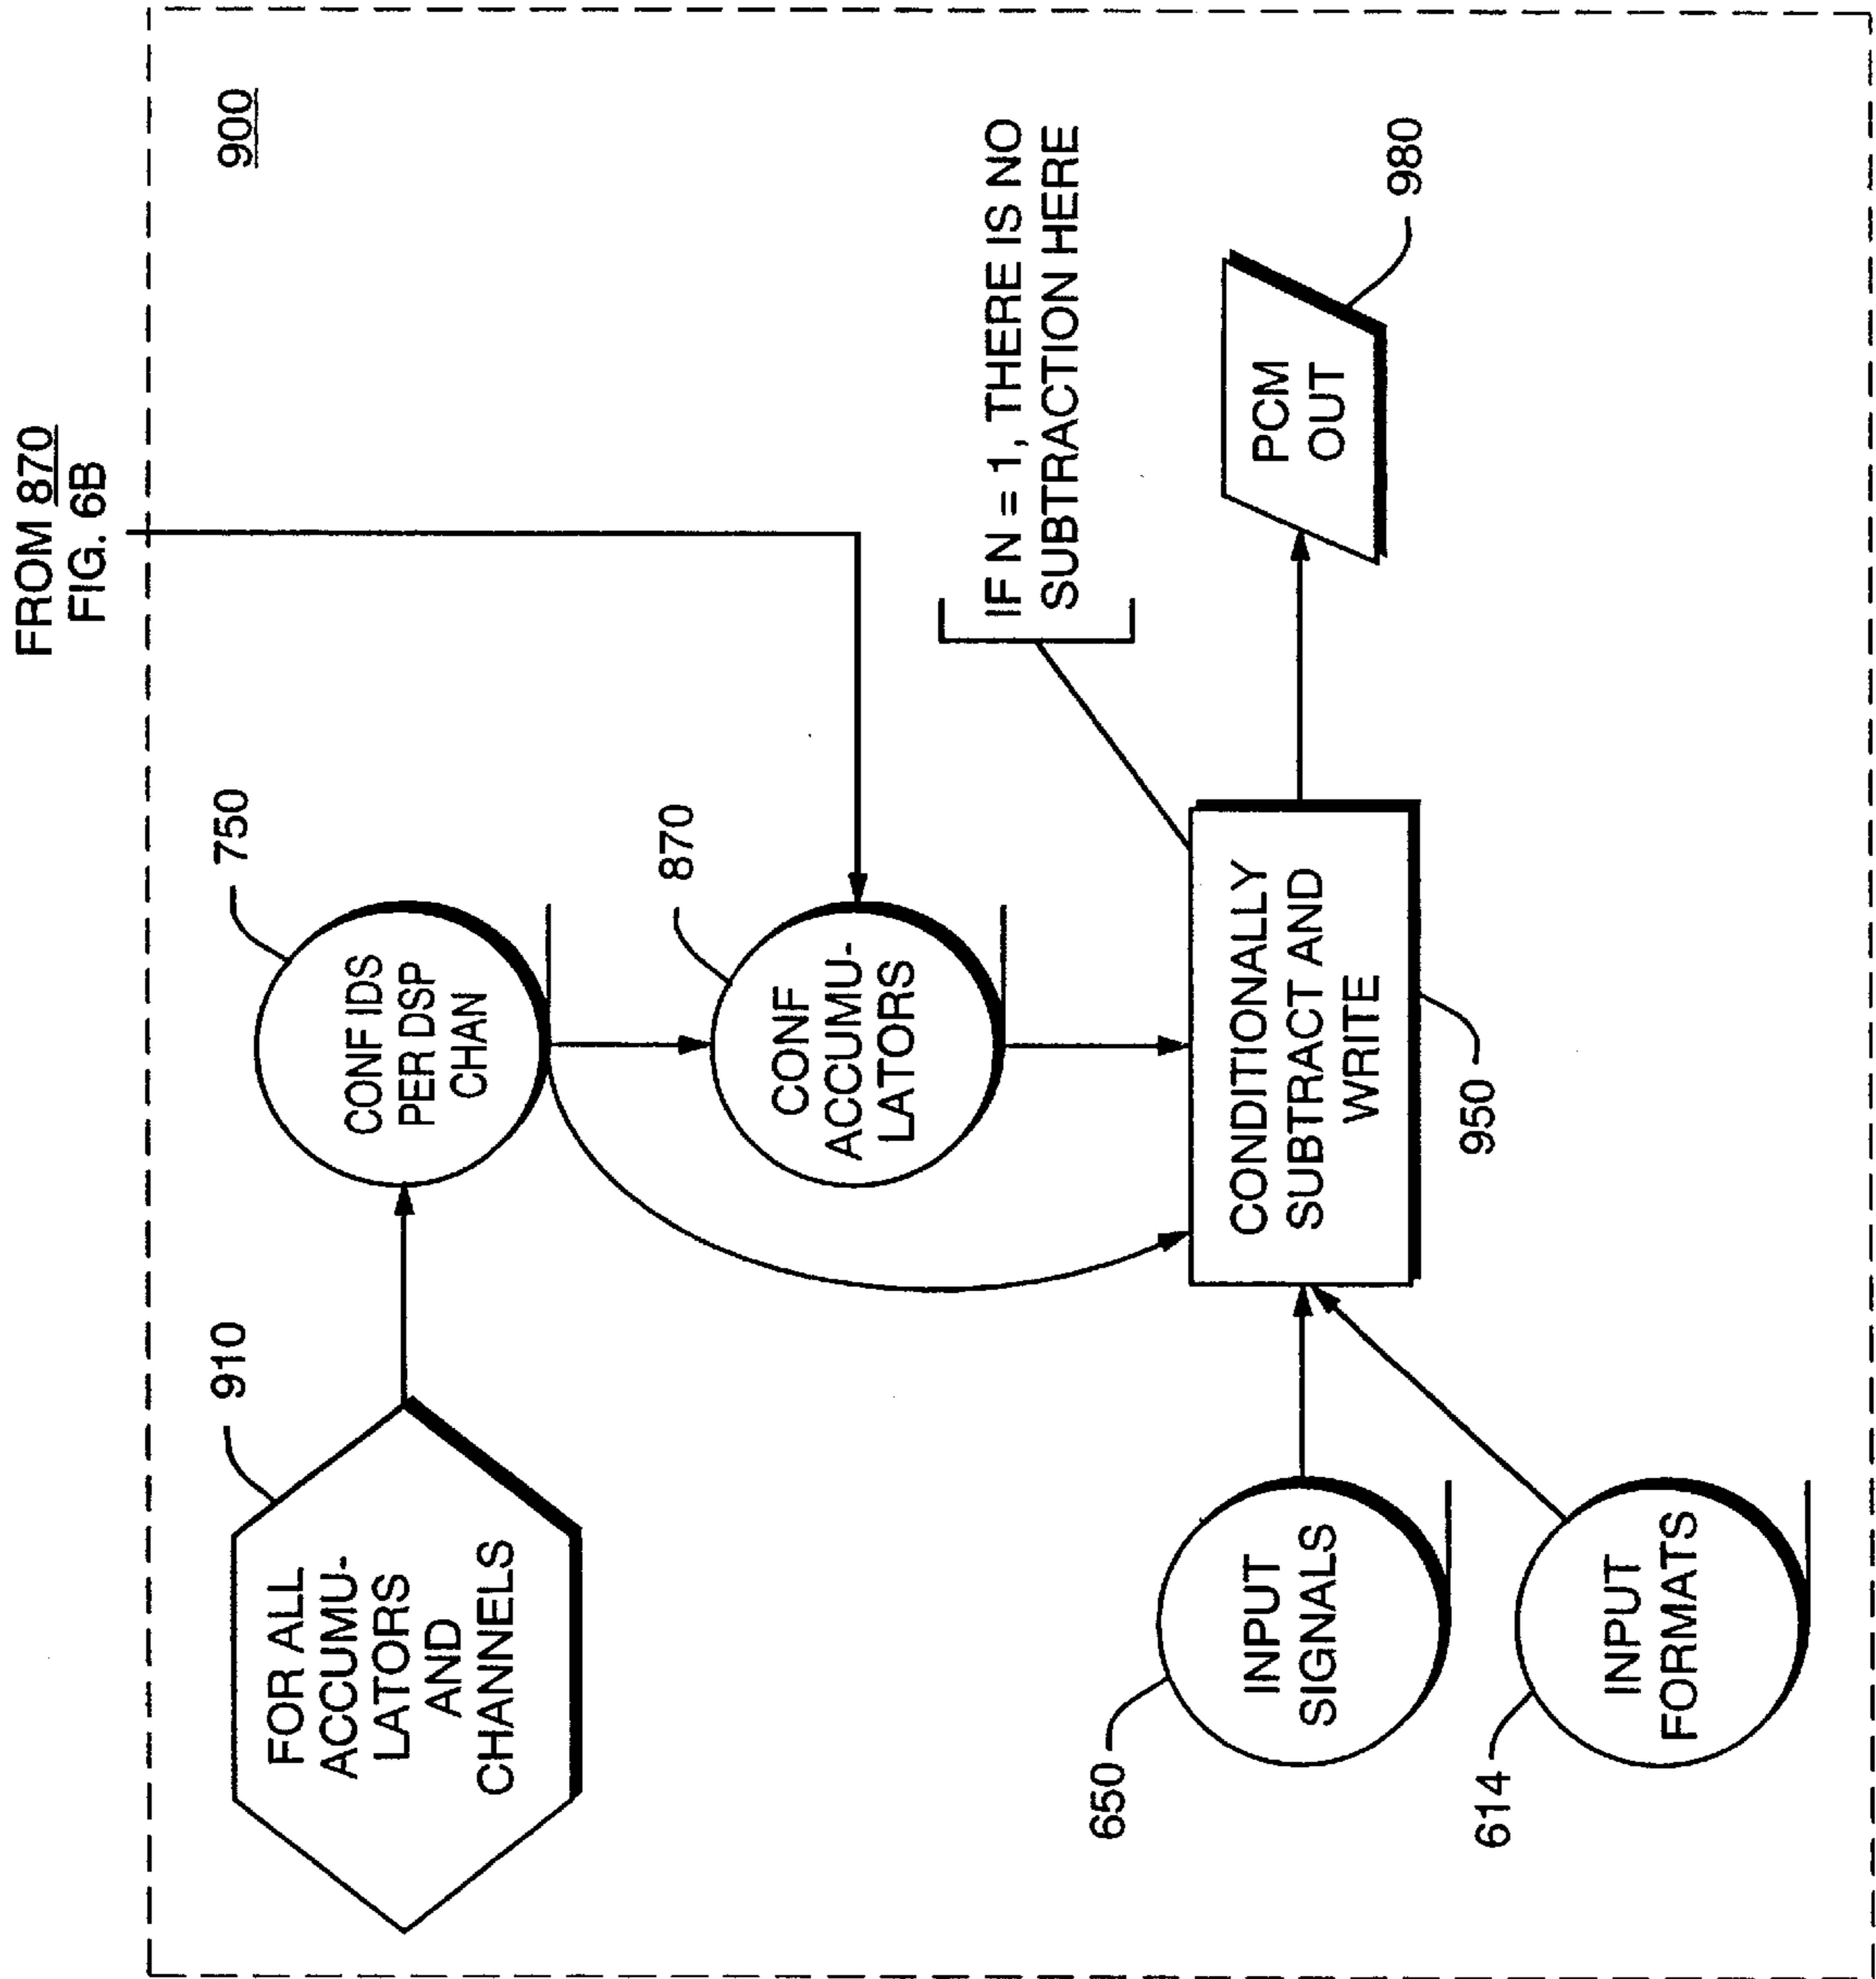 FROM 870
FIG. 6B
900
910
FOR ALL
ACCUMU-
LATORS
AND
CHANNELS
750
CONF IDS
PER DSP
CHAN
870
CONF
ACCUMU-
LATORS
IF N = 1, THERE IS NO
SUBTRACTION HERE
650
INPUT
SIGNALS
614
INPUT
FORMATS
CONDITIONALLY
SUBTRACT AND
WRITE
950
PCM
OUT
980